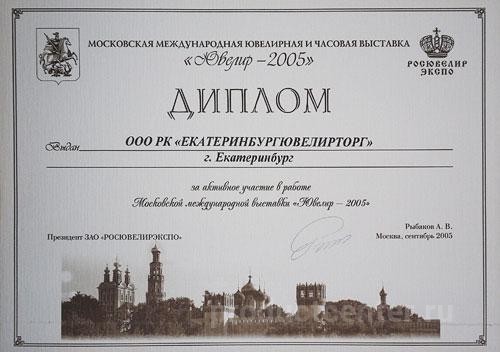 МОСКОВСКАЯ МЕЖДУНАРОДНАЯ ЮВЕЛИРНАЯ И ЧАСОВАЯ ВЫСТАВКА
«Ювелир – 2005»
РОСЮВЕЛИР
ЭКСПО
ДИПЛОМ
Выдан ООО РК «ЕКАТЕРИНБУРГЮВЕЛИРТОРГ»
г. Екатеринбург
за активное участие в работе
Московской международной выставки «Ювелир – 2005»
Рыбаков А. В.
Президент ЗАО «РОСЮВЕЛИРЭКСПО» Москва, сентябрь 2005